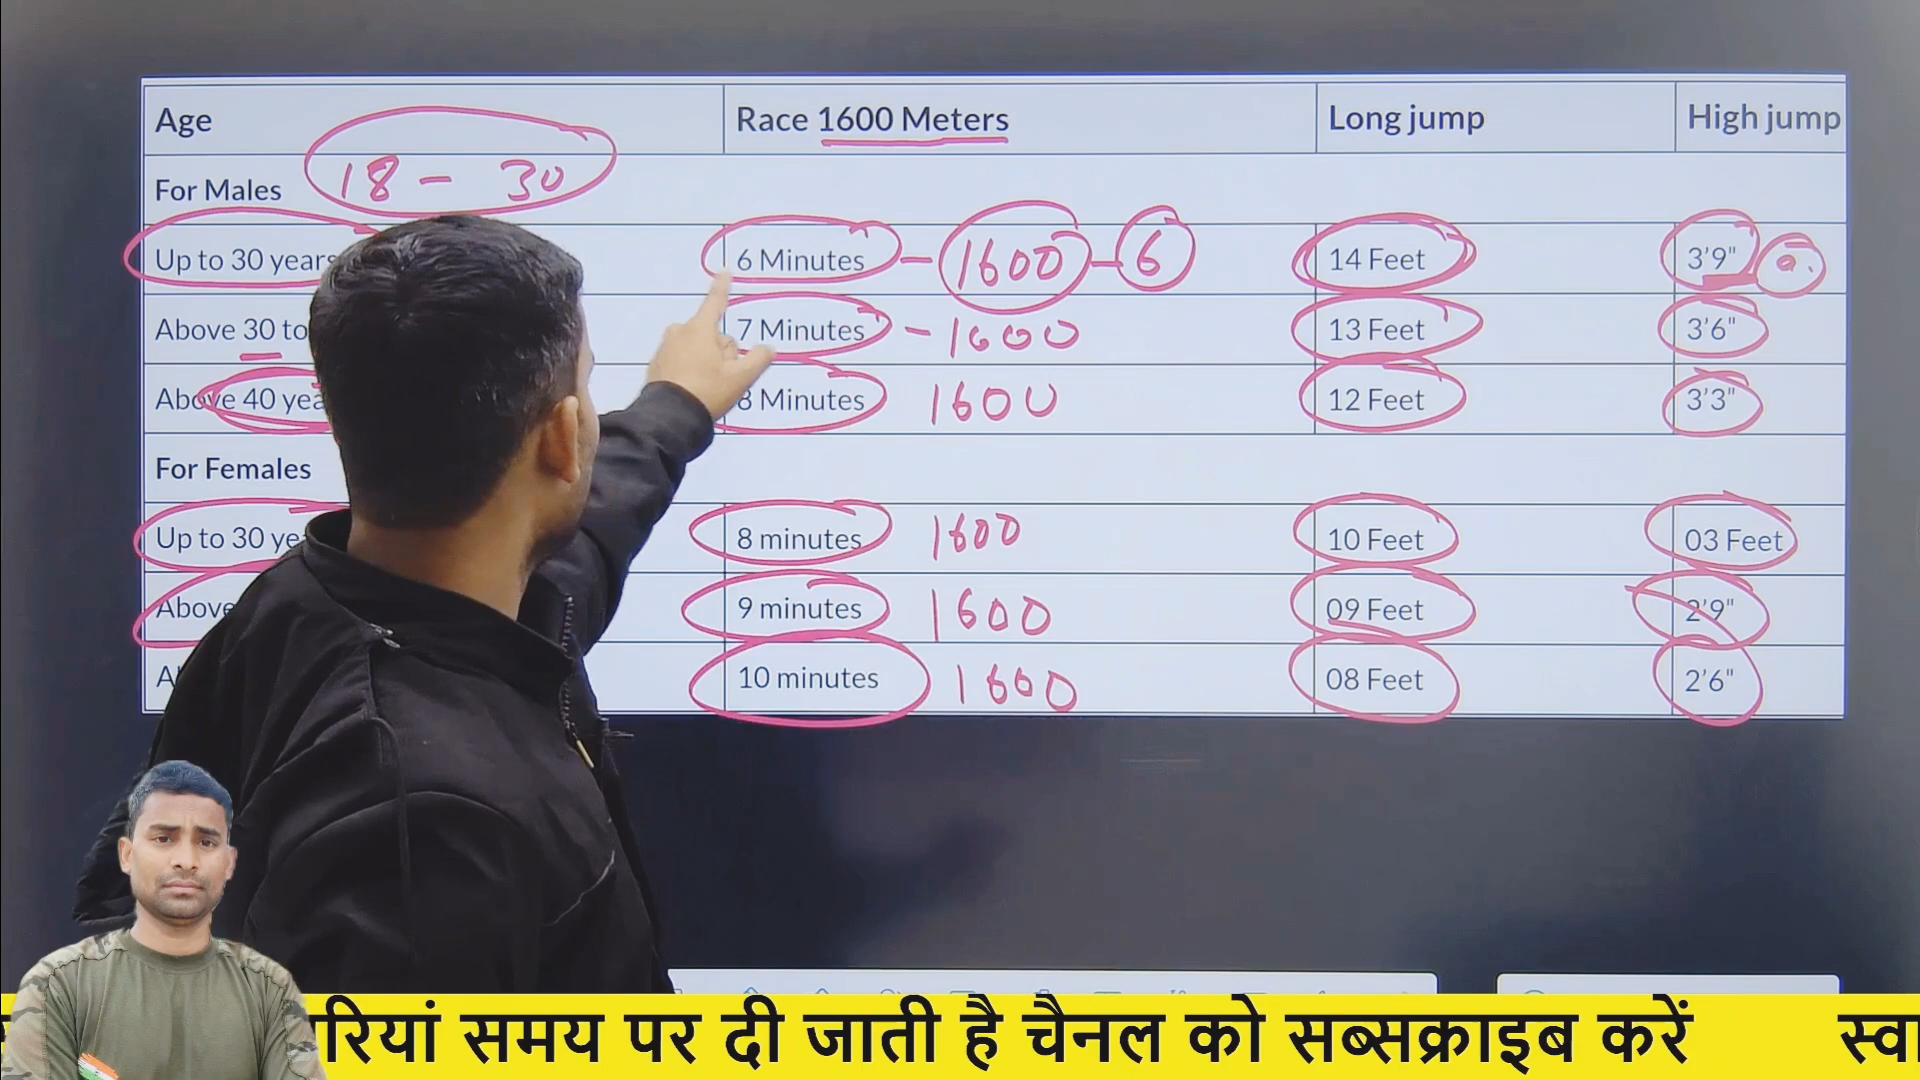 Age Race 1600 Meters Long jump High jump
For Males 18 - 30
Up to 30 years 6 Minutes - 1600 - 6 14 Feet 3'9"
Above 30 to 7 Minutes - 1600 13 Feet 3'6"
Above 40 8 Minutes 1600 12 Feet 3'3"
For Females
Up to 30 8 minutes 1600 10 Feet 03 Feet
Above 9 minutes 1600 09 Feet 2'9"
10 minutes 1600 08 Feet 2'6"
समय पर दी जाती है चैनल को सब्सक्राइब करें